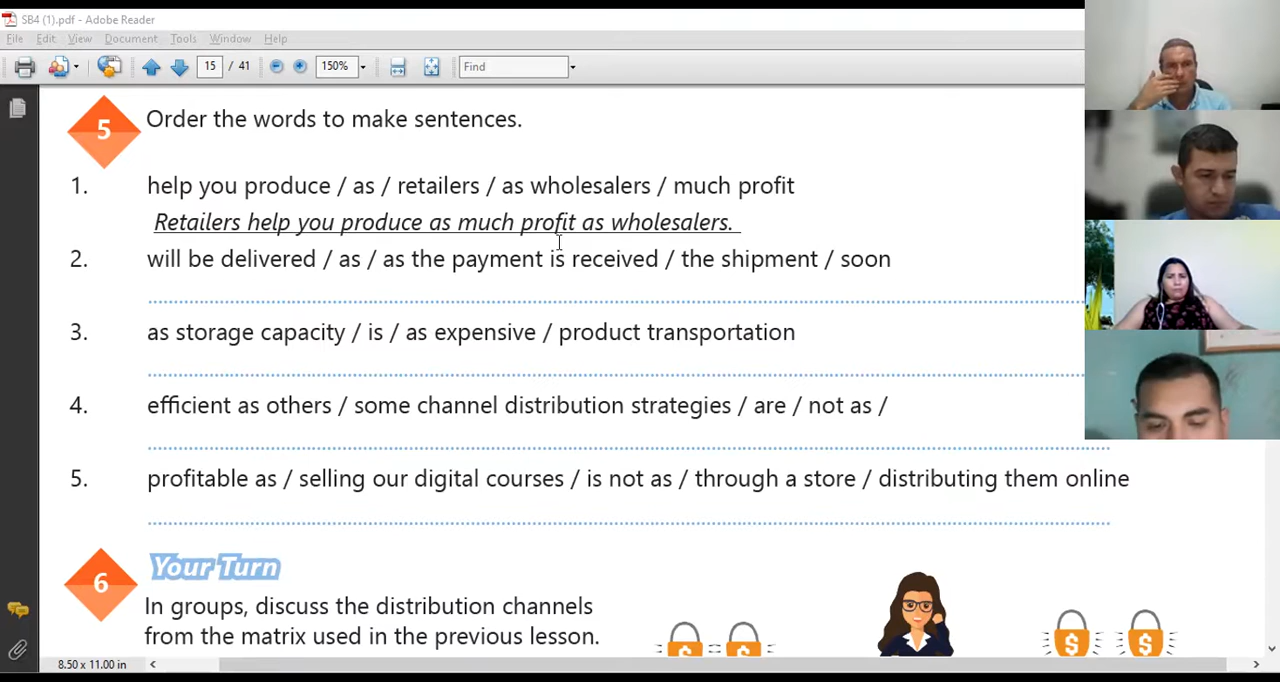 SB4 (1).pdf - Adobe Reader
File Edit View Document Tools Window Help
15 / 41 150% Find
5 Order the words to make sentences.
1. help you produce / as / retailers / as wholesalers / much profit
Retailers help you produce as much profit as wholesalers.
2. will be delivered / as / as the payment is received / the shipment / soon
3. as storage capacity / is / as expensive / product transportation
4. efficient as others / some channel distribution strategies / are / not as /
5. profitable as / selling our digital courses / is not as / through a store / distributing them online
6 Your Turn
In groups, discuss the distribution channels
from the matrix used in the previous lesson.
$ $
8.50 x 11.00 in